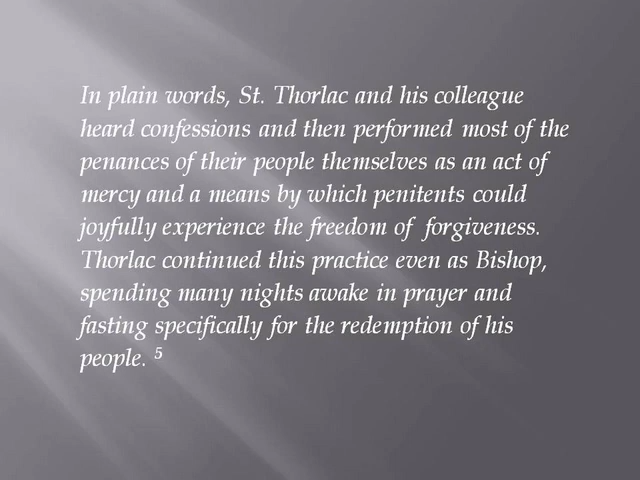 In plain words, St. Thorlac and his colleague
heard confessions and then performed most of the
penances of their people themselves as an act of
mercy and a means by which penitents could
joyfully experience the freedom of forgiveness.
Thorlac continued this practice even as Bishop,
spending many nights awake in prayer and
fasting specifically for the redemption of his
people. 5